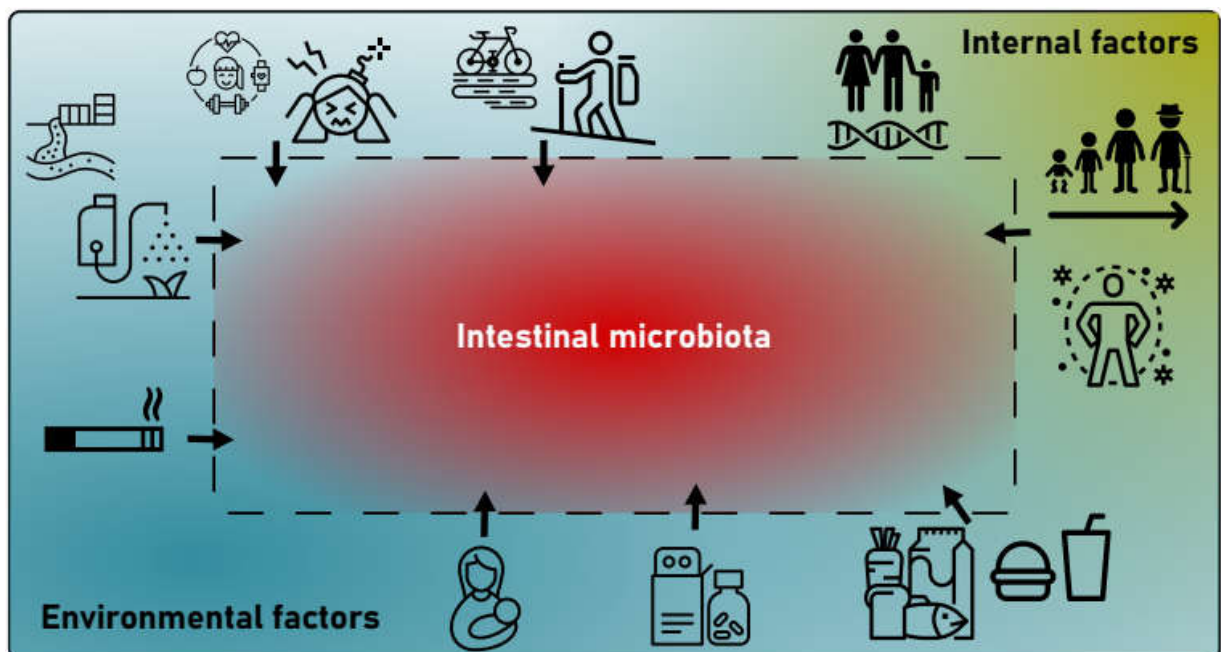 Internal factors
Intestinal microbiota
Environmental factors